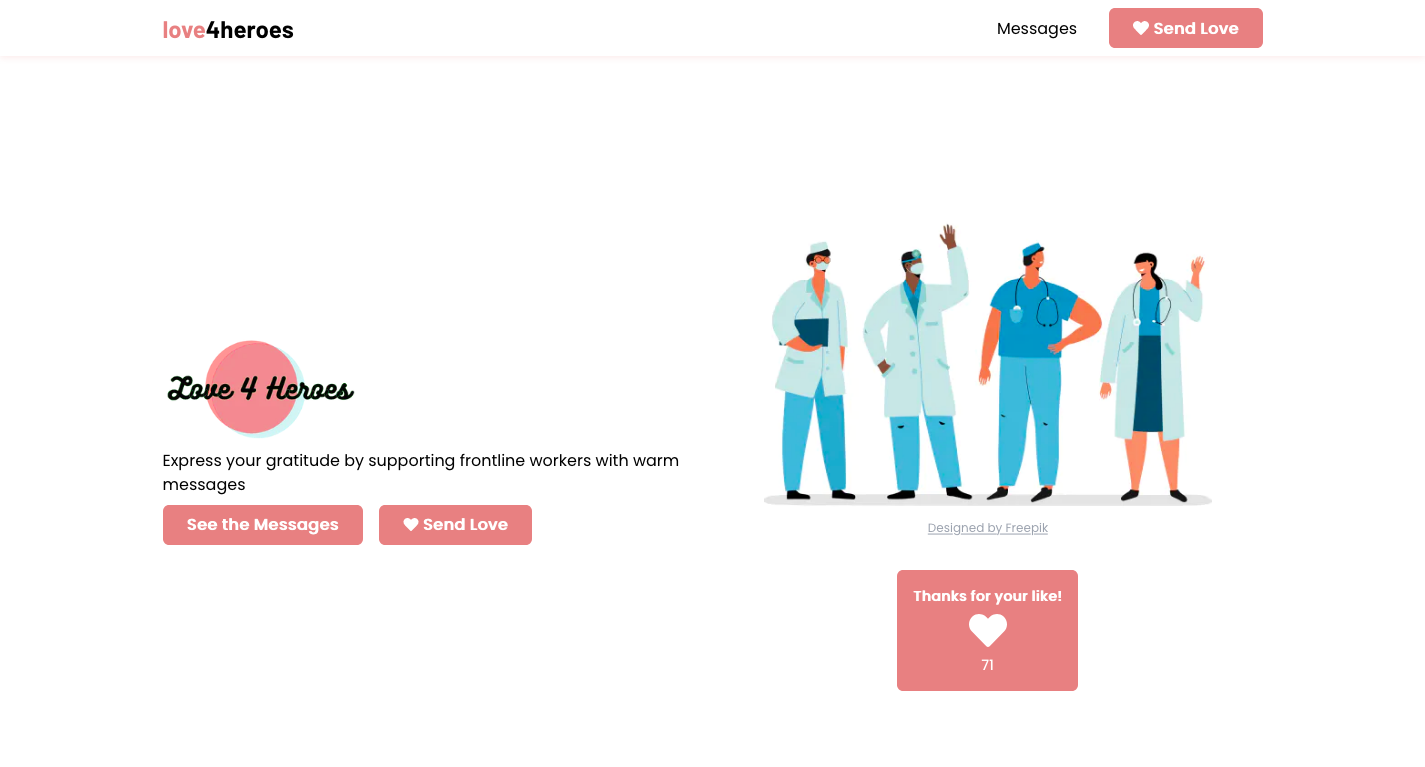 love4heroes
Messages
Send Love
Love 4 Heroes
Express your gratitude by supporting frontline workers with warm
messages
See the Messages
Send Love
Designed by Freepik
Thanks for your like!
71